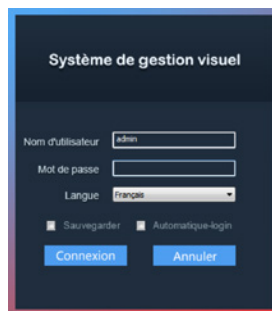 Système de gestion visuel
Nom d'utilisateur admin
Mot de passe
Langue Français
Sauvegarder Automatique-login
Connexion Annuler